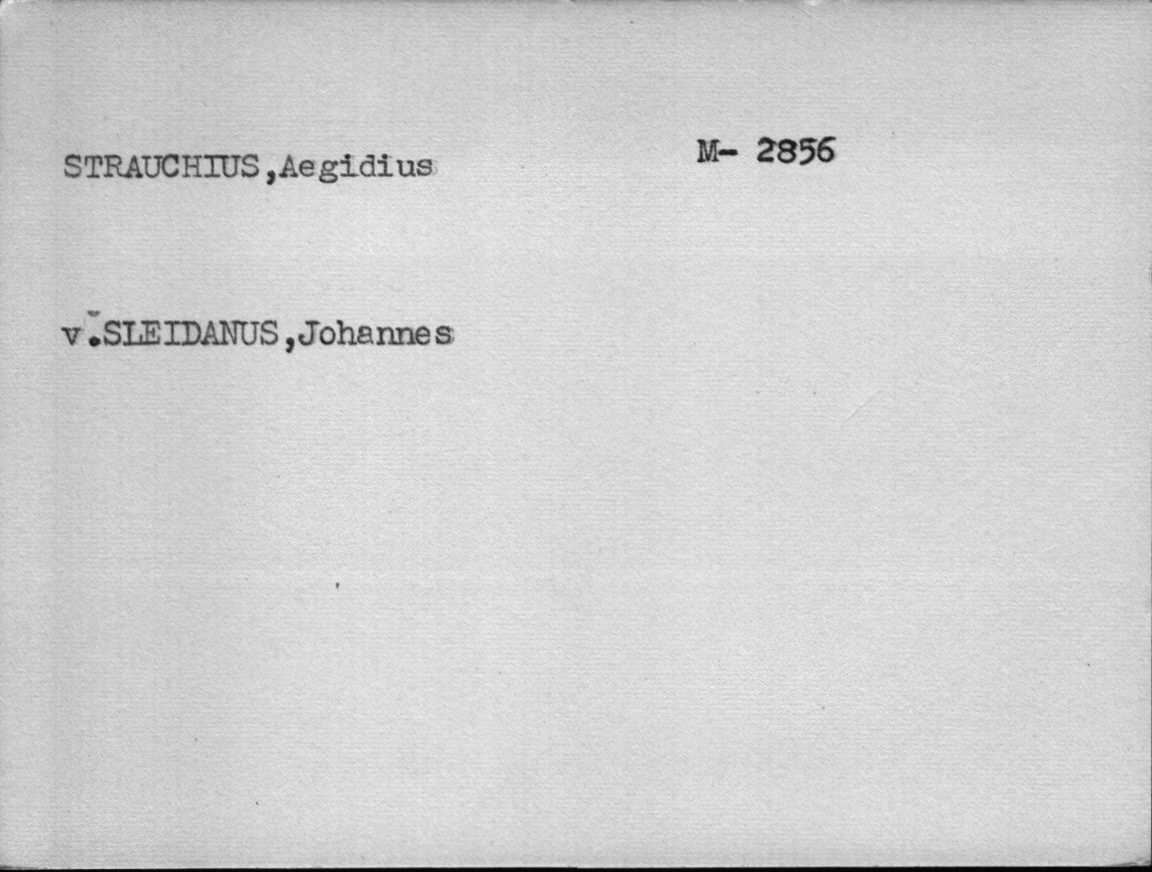 STRAUCHIUS,Aegidius M- 2856
v.SLEIDANUS,Johannes